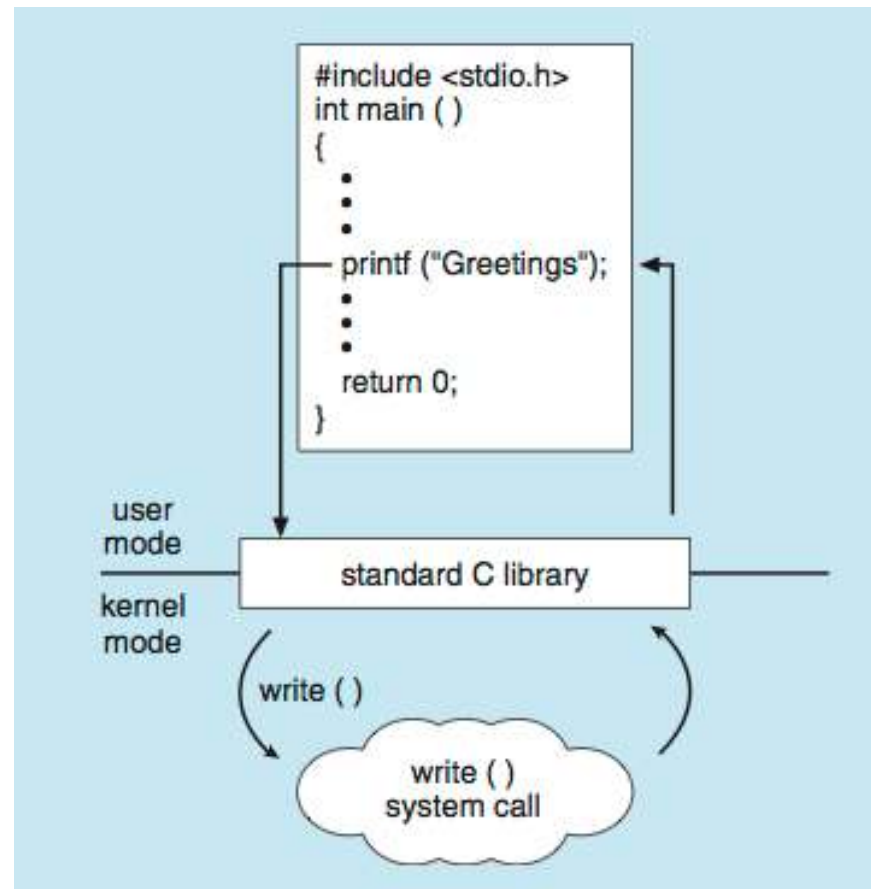 #include <stdio.h>
int main ( )
{
•
•
•
printf ("Greetings");
•
•
•
return 0;
}
user
mode
standard C library
kernel
mode
write ( )
write ( )
system call